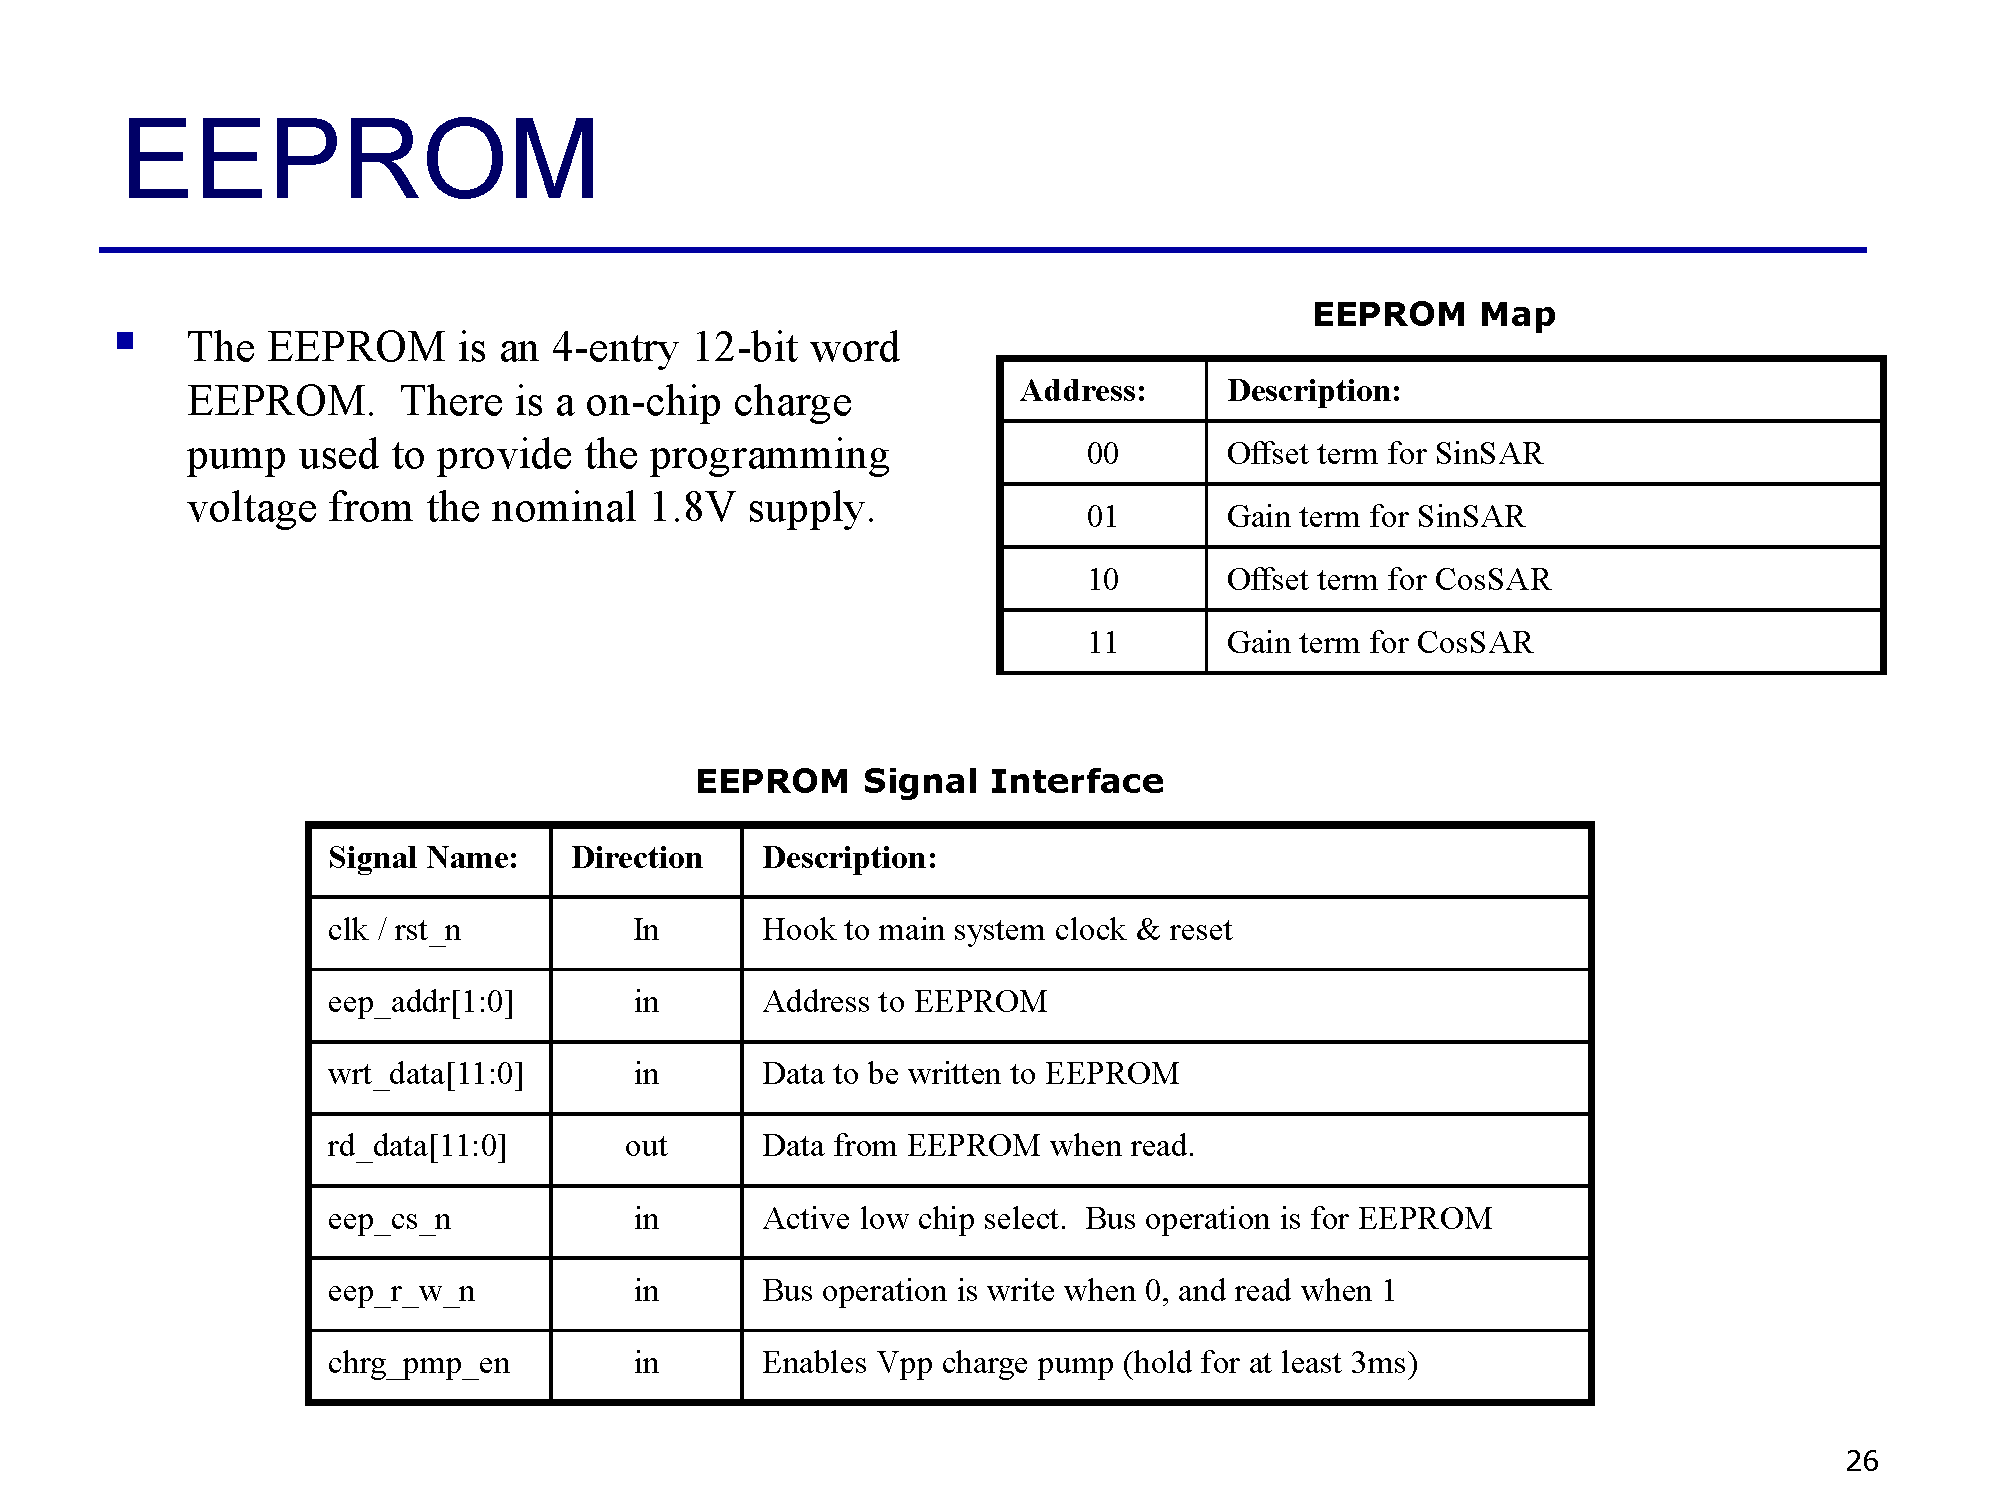 EEPROM
▪ The EEPROM is an 4-entry 12-bit word
EEPROM.  There is a on-chip charge
pump used to provide the programming
voltage from the nominal 1.8V supply.
EEPROM Map
Address: Description:
00 Offset term for SinSAR
01 Gain term for SinSAR
10 Offset term for CosSAR
11 Gain term for CosSAR
EEPROM Signal Interface
Signal Name: Direction Description:
clk / rst_n In Hook to main system clock & reset
eep_addr[1:0] in Address to EEPROM
wrt_data[11:0] in Data to be written to EEPROM
rd_data[11:0] out Data from EEPROM when read.
eep_cs_n in Active low chip select.  Bus operation is for EEPROM
eep_r_w_n in Bus operation is write when 0, and read when 1
chrg_pmp_en in Enables Vpp charge pump (hold for at least 3ms)
26